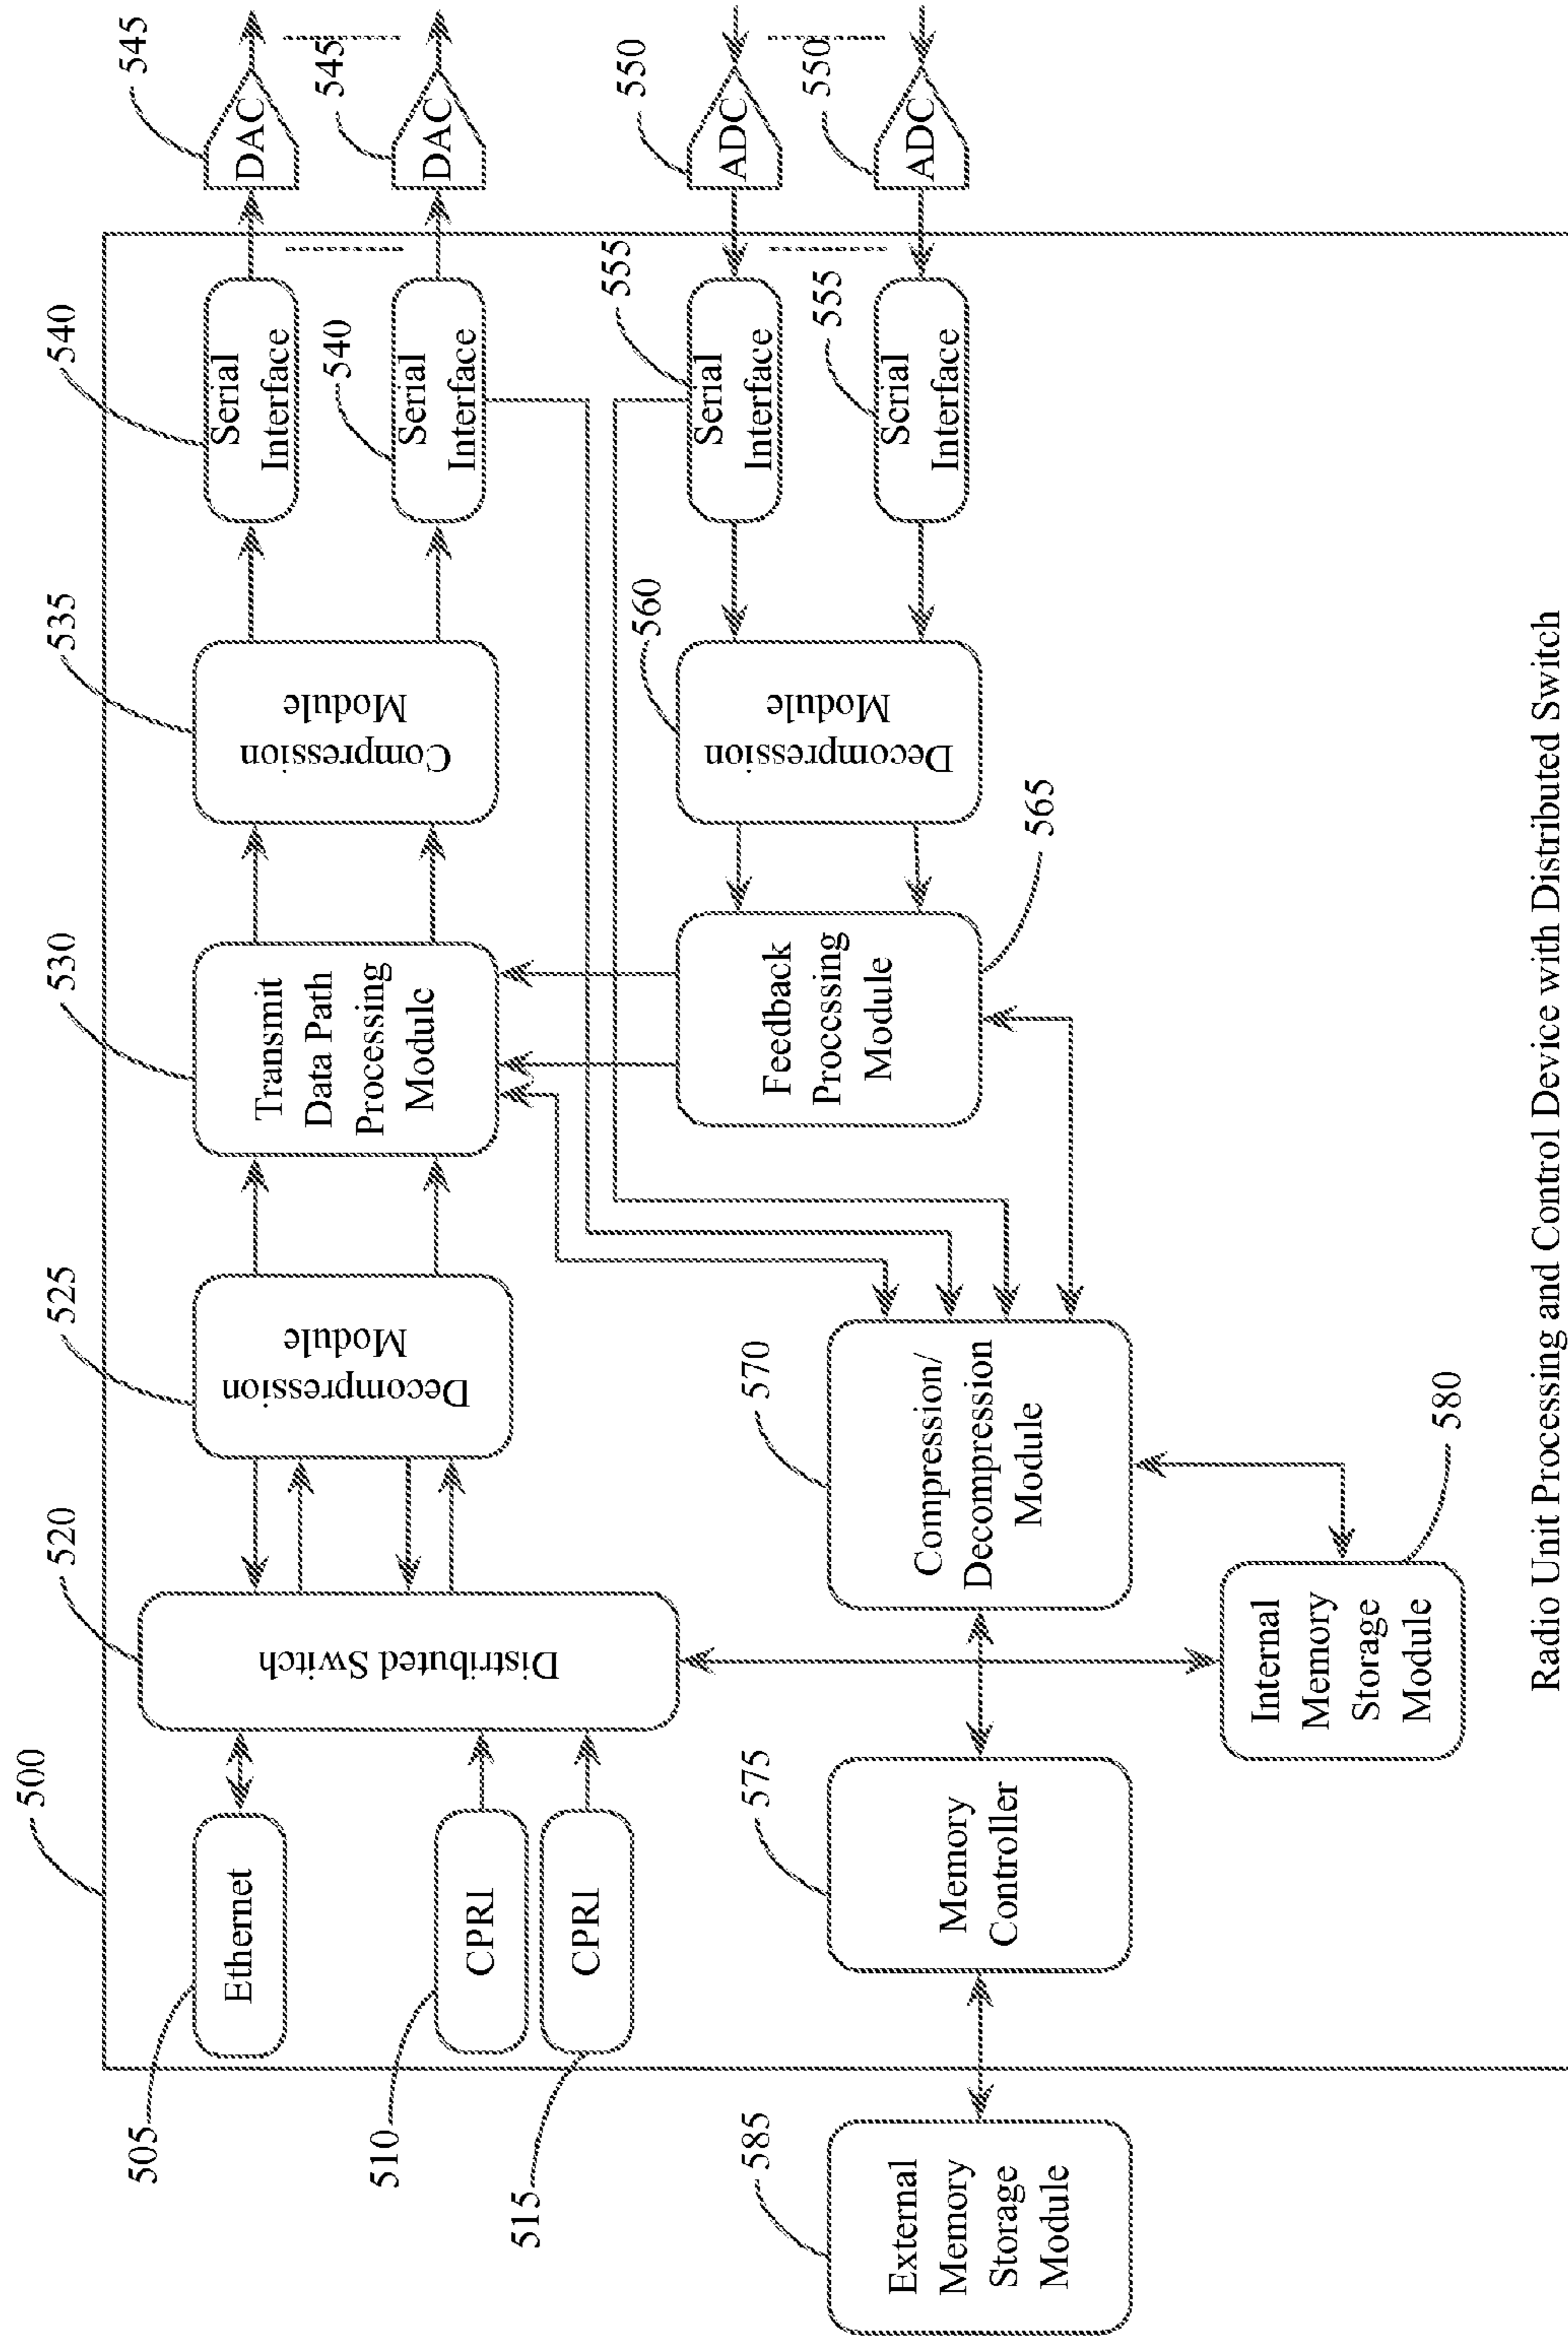 500
505
Ethernet
510
CPRI
515
CPRI
520
Distributed Switch
525
Decompression
Module
530
Transmit
Data Path
Processing
Module
535
Compression
Module
540
Serial
Interface
540
Serial
Interface
545
DAC
545
DAC
550
ADC
550
ADC
555
Serial
Interface
555
Serial
Interface
560
Decompression
Module
565
Feedback
Processing
Module
570
Compression/
Decompression
Module
575
Memory
Controller
580
Internal
Memory
Storage
Module
585
External
Memory
Storage
Module
Radio Unit Processing and Control Device with Distributed Switch